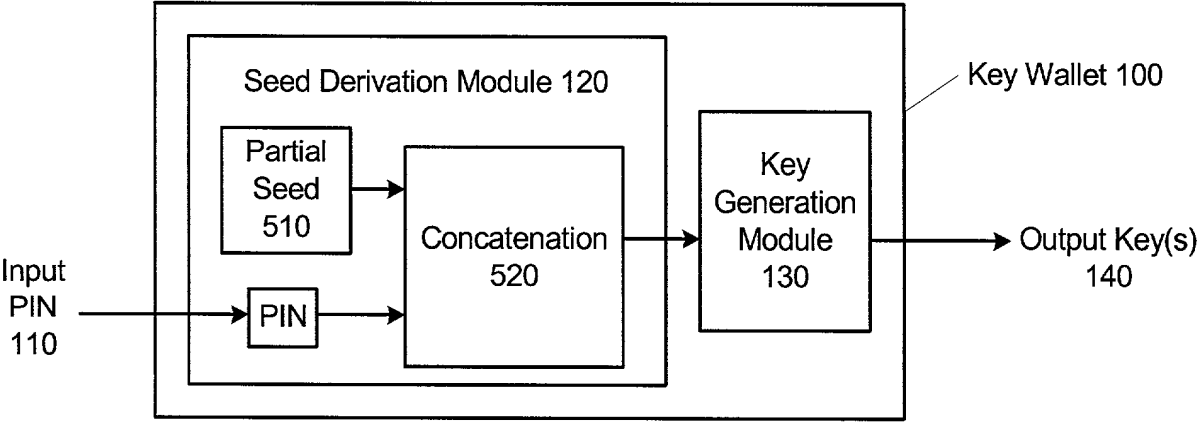 Seed Derivation Module 120
Key Wallet 100
Partial
Seed
510
Key
Generation
Module
130
Concatenation
520
Output Key(s)
140
Input
PIN
110
PIN